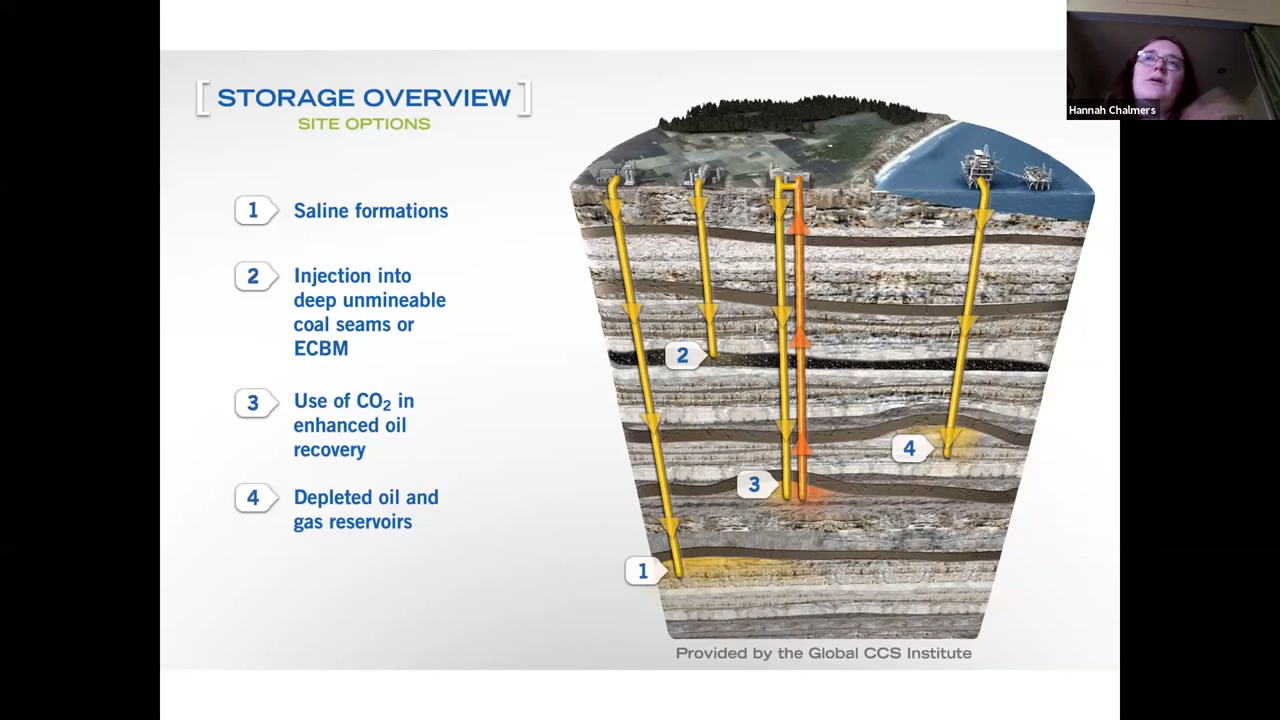 Hannah Chalmers
[ STORAGE OVERVIEW ]
SITE OPTIONS
1 Saline formations
2 Injection into
deep unmineable
coal seams or
ECBM
3 Use of CO₂ in
enhanced oil
recovery
4 Depleted oil and
gas reservoirs
2
4
3
1
Provided by the Global CCS Institute